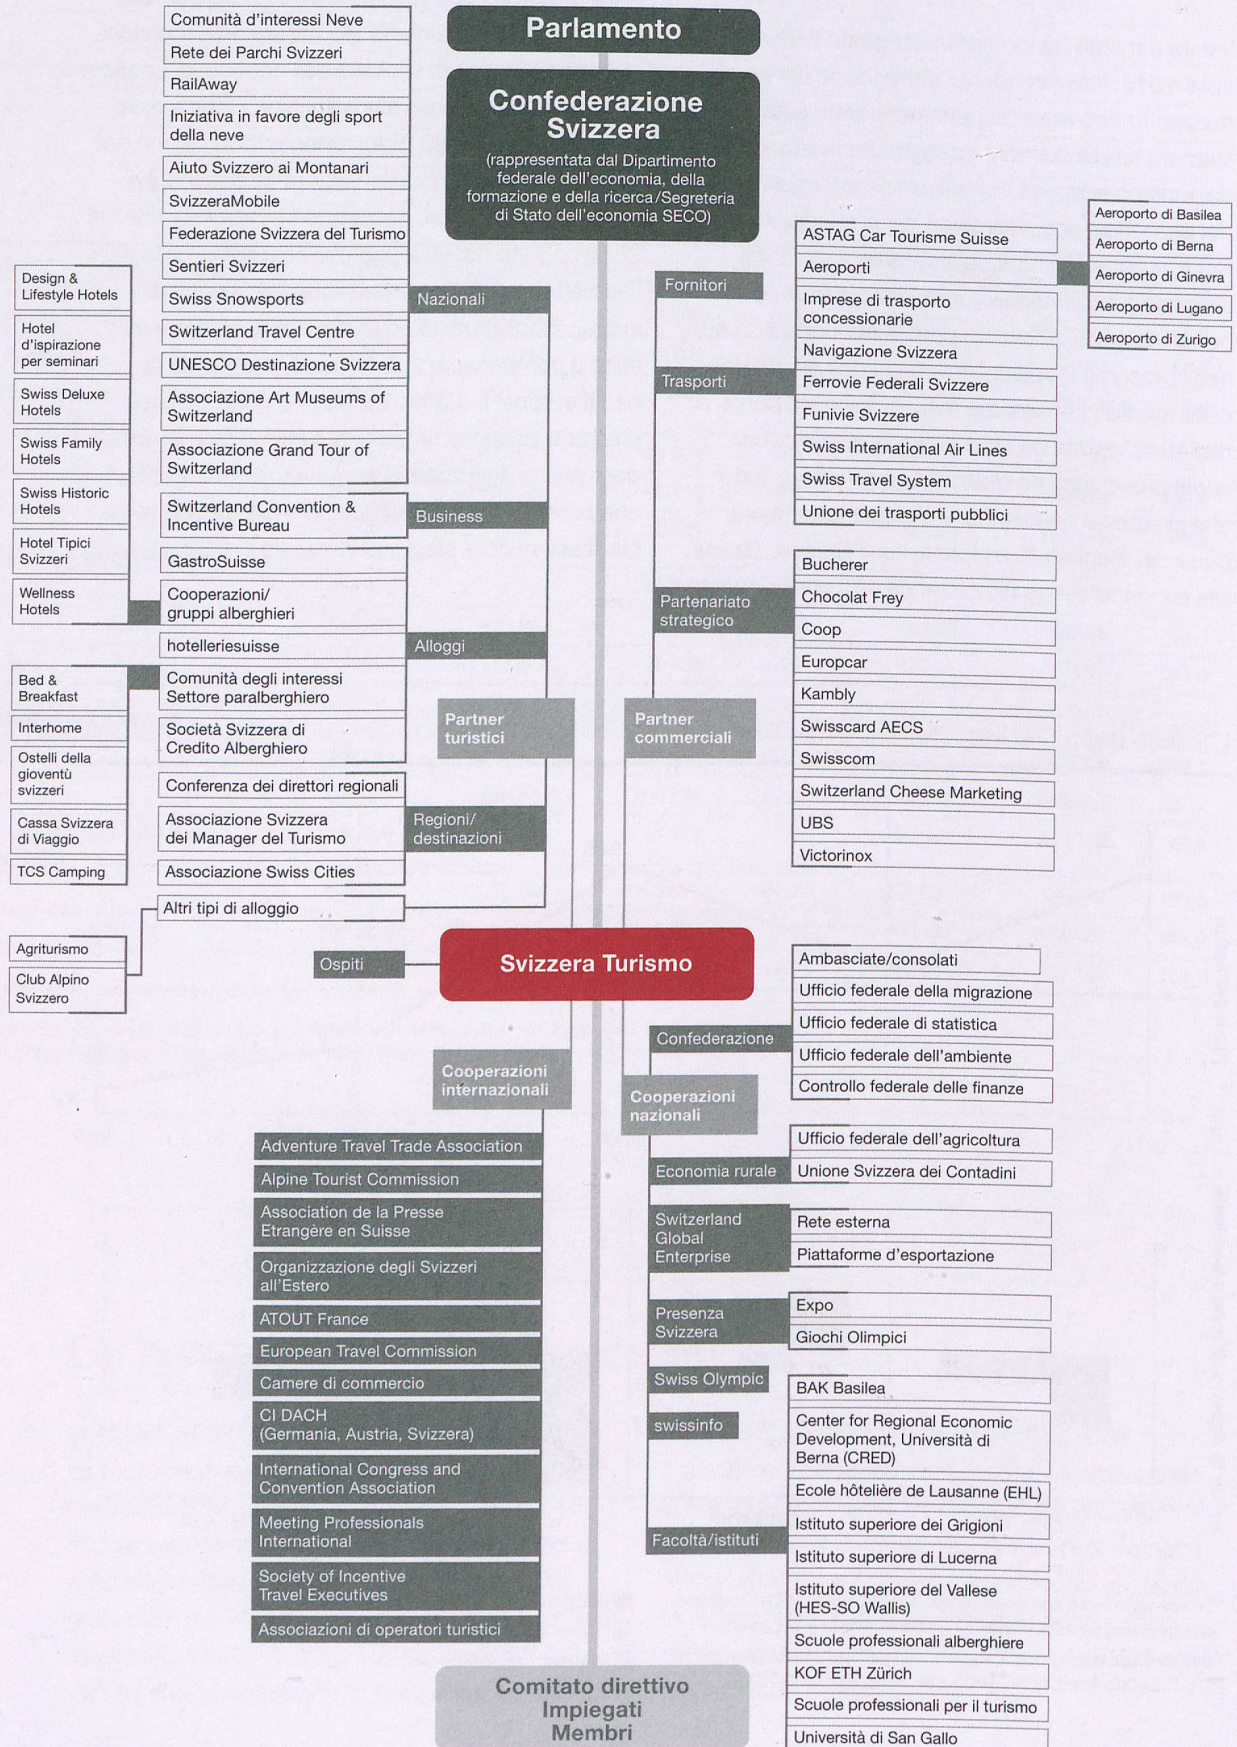 Parlamento
Confederazione
Svizzera
(rappresentata dal Dipartimento
federale dell'economia, della
formazione e della ricerca/Segreteria
di Stato dell'economia SECO)
Comunità d'interessi Neve
Rete dei Parchi Svizzeri
RailAway
Iniziativa in favore degli sport
della neve
Aiuto Svizzero ai Montanari
SvizzeraMobile
Federazione Svizzera del Turismo
Sentieri Svizzeri
Swiss Snowsports
Switzerland Travel Centre
UNESCO Destinazione Svizzera
Associazione Art Museums of
Switzerland
Associazione Grand Tour of
Switzerland
Nazionali
Switzerland Convention &
Incentive Bureau
Business
GastroSuisse
Cooperazioni/
gruppi alberghieri
hotelleriesuisse
Comunità degli interessi
Settore paralberghiero
Società Svizzera di
Credito Alberghiero
Alloggi
Conferenza dei direttori regionali
Associazione Svizzera
dei Manager del Turismo
Associazione Swiss Cities
Regioni/
destinazioni
Altri tipi di alloggio
Design &
Lifestyle Hotels
Hotel
d'ispirazione
per seminari
Swiss Deluxe
Hotels
Swiss Family
Hotels
Swiss Historic
Hotels
Hotel Tipici
Svizzeri
Wellness
Hotels
Bed &
Breakfast
Interhome
Ostelli della
gioventù
svizzeri
Cassa Svizzera
di Viaggio
TCS Camping
Agriturismo
Club Alpino
Svizzero
Partner
turistici
Partner
commerciali
Fornitori
Trasporti
ASTAG Car Tourisme Suisse
Aeroporti
Imprese di trasporto
concessionarie
Navigazione Svizzera
Ferrovie Federali Svizzere
Funivie Svizzere
Swiss International Air Lines
Swiss Travel System
Unione dei trasporti pubblici
Aeroporto di Basilea
Aeroporto di Berna
Aeroporto di Ginevra
Aeroporto di Lugano
Aeroporto di Zurigo
Partenariato
strategico
Bucherer
Chocolat Frey
Coop
Europcar
Kambly
Swisscard AECS
Swisscom
Switzerland Cheese Marketing
UBS
Victorinox
Ospiti
Svizzera Turismo
Cooperazioni
internazionali
Adventure Travel Trade Association
Alpine Tourist Commission
Association de la Presse
Etrangère en Suisse
Organizzazione degli Svizzeri
all'Estero
ATOUT France
European Travel Commission
Camere di commercio
CI DACH
(Germania, Austria, Svizzera)
International Congress and
Convention Association
Meeting Professionals
International
Society of Incentive
Travel Executives
Associazioni di operatori turistici
Cooperazioni
nazionali
Confederazione
Ambasciate/consolati
Ufficio federale della migrazione
Ufficio federale di statistica
Ufficio federale dell'ambiente
Controllo federale delle finanze
Economia rurale
Ufficio federale dell'agricoltura
Unione Svizzera dei Contadini
Switzerland
Global
Enterprise
Rete esterna
Piattaforme d'esportazione
Presenza
Svizzera
Expo
Giochi Olimpici
Swiss Olympic
swissinfo
Facoltà/istituti
BAK Basilea
Center for Regional Economic
Development, Università di
Berna (CRED)
Ecole hôtelière de Lausanne (EHL)
Istituto superiore dei Grigioni
Istituto superiore di Lucerna
Istituto superiore del Vallese
(HES-SO Wallis)
Scuole professionali alberghiere
KOF ETH Zürich
Scuole professionali per il turismo
Università di San Gallo
Comitato direttivo
Impiegati
Membri